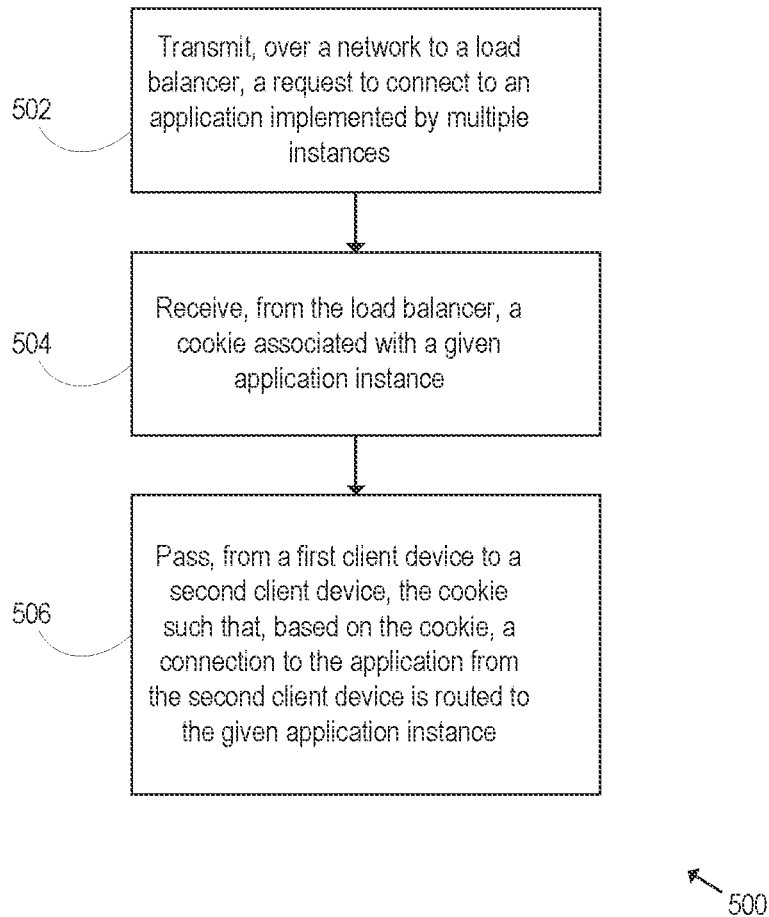 Transmit, over a network to a load
balancer, a request to connect to an
application implemented by multiple
instances
502
Receive, from the load balancer, a
cookie associated with a given
application instance
504
Pass, from a first client device to a
second client device, the cookie
such that, based on the cookie, a
connection to the application from
the second client device is routed to
the given application instance
506
500